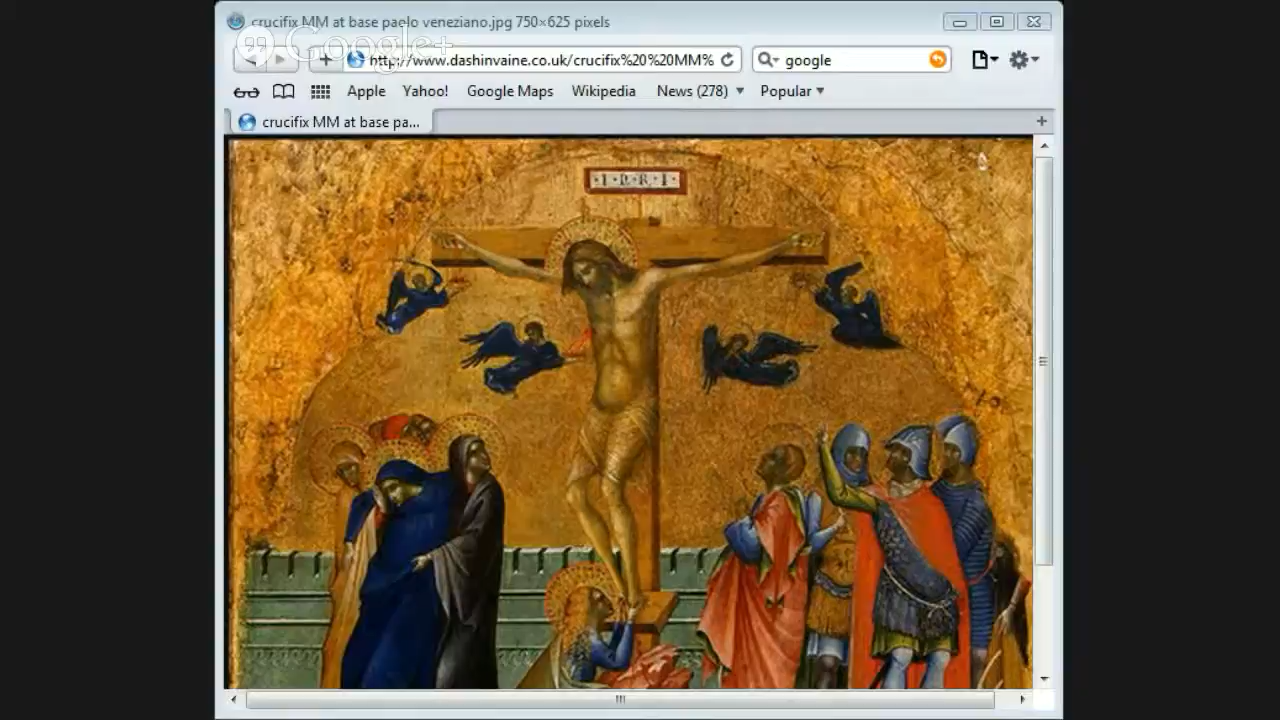 crucifix MM at base paolo veneziano.jpg 750×625 pixels
Google+
http://www.dashinvaine.co.uk/crucifix%20%20MM%
google
Apple
Yahoo!
Google Maps
Wikipedia
News (278)
Popular
crucifix MM at base pa...